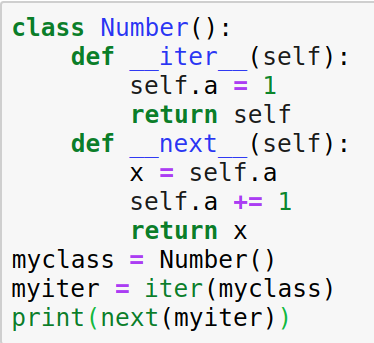 class Number():
    def __iter__(self):
        self.a = 1
        return self
    def __next__(self):
        x = self.a
        self.a += 1
        return x
myclass = Number()
myiter = iter(myclass)
print(next(myiter))